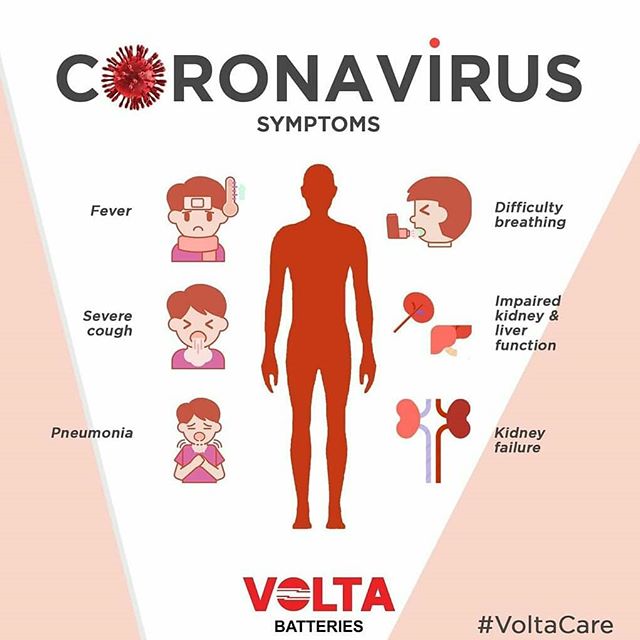 CORONAVIRUS
SYMPTOMS
Fever
Severe
cough
Pneumonia
Difficulty
breathing
Impaired
kidney &
liver
function
Kidney
failure
VOLTA
BATTERIES
#VoltaCare